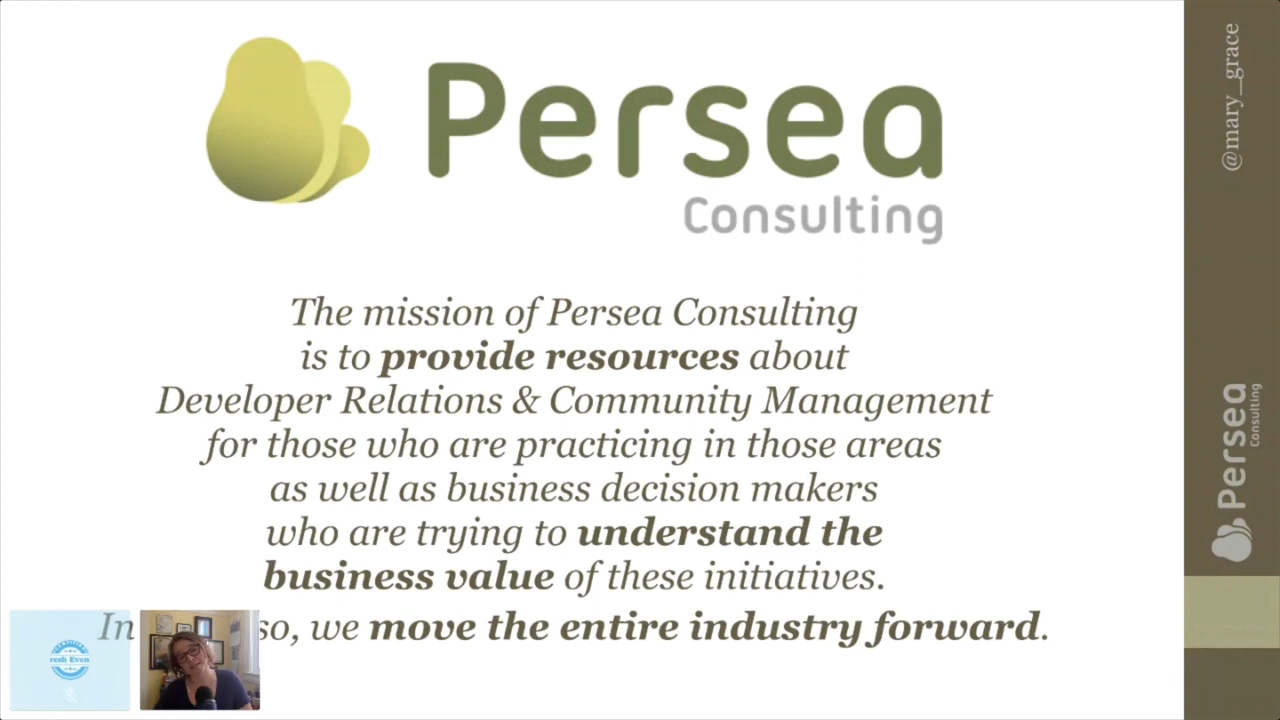 Persea
Consulting
The mission of Persea Consulting
is to provide resources about
Developer Relations & Community Management
for those who are practicing in those areas
as well as business decision makers
who are trying to understand the
business value of these initiatives.
In so, we move the entire industry forward.
@mary_grace
Persea
Consulting
resh Even